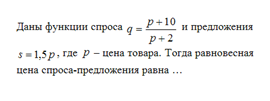 Даны функции спроса q = (p + 10) / (p + 2) и предложения
s = 1,5p, где p – цена товара. Тогда равновесная
цена спроса-предложения равна …